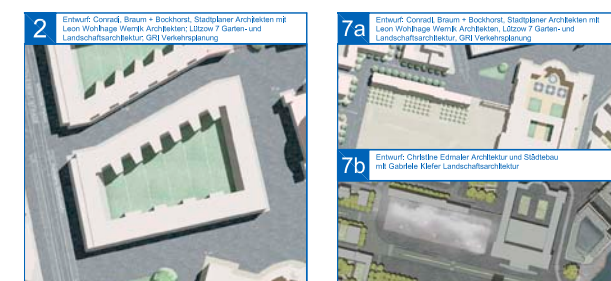 2
Entwurf: Conradi, Braum + Bockhorst, Stadtplaner Architekten mit
Leon Wohlhage Wernik Architekten; Lützow 7 Garten- und
Landschaftsarchitektur; GRI Verkehrsplanung
7a
Entwurf: Conradi, Braum + Bockhorst, Stadtplaner Architekten mit
Leon Wohlhage Wernik Architekten, Lützow 7 Garten- und
Landschaftsarchitektur, GRI Verkehrsplanung
7b
Entwurf: Christine Edmaier Architektur und Städtebau
mit Gabriele Kiefer Landschaftsarchitektur